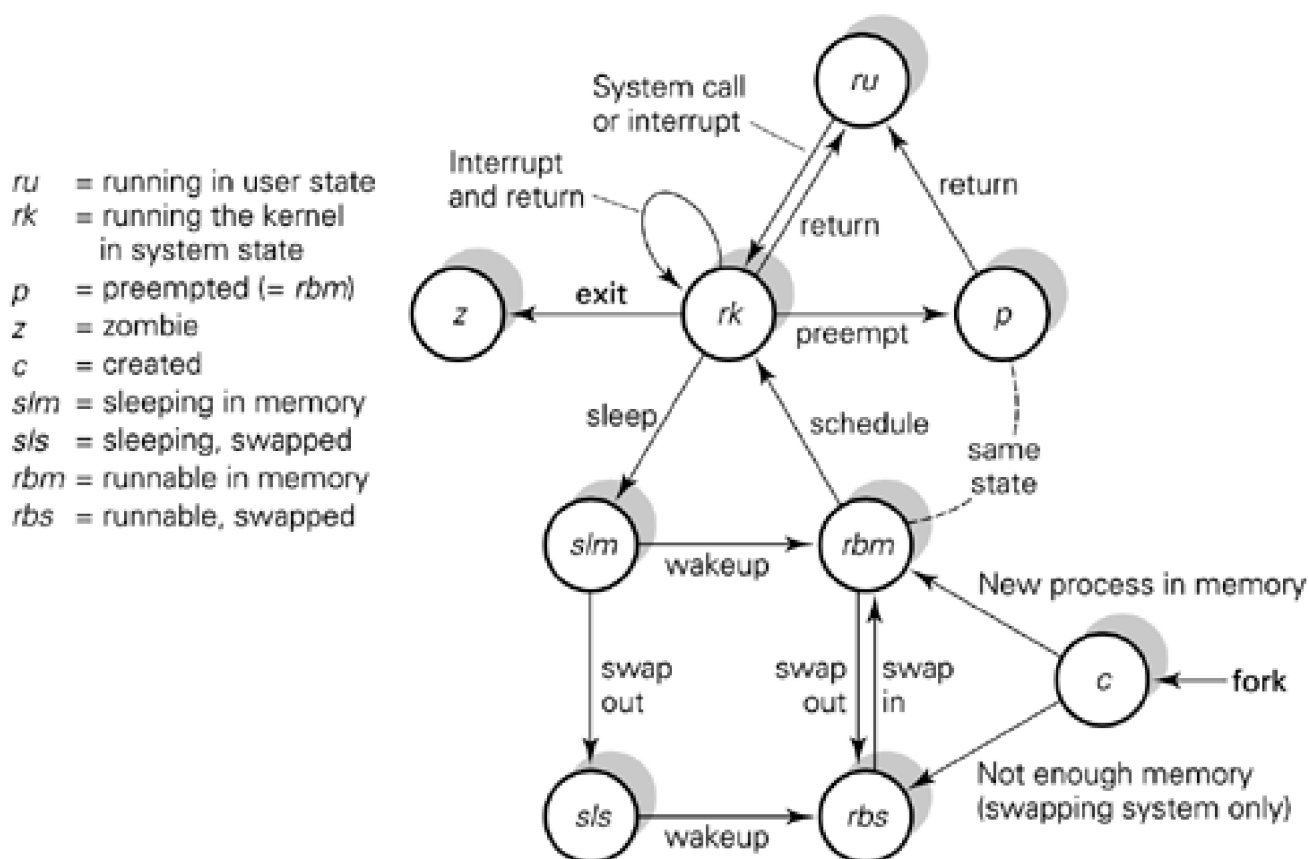 ru = running in user state
rk = running the kernel
in system state
p = preempted (= rbm)
z = zombie
c = created
slm = sleeping in memory
sls = sleeping, swapped
rbm = runnable in memory
rbs = runnable, swapped
ru
System call
or interrupt
Interrupt
and return
return
return
z
exit
rk
preempt
p
sleep
schedule
same
state
slm
wakeup
rbm
New process in memory
swap
out
swap
out
swap
in
c
fork
Not enough memory
(swapping system only)
sls
wakeup
rbs